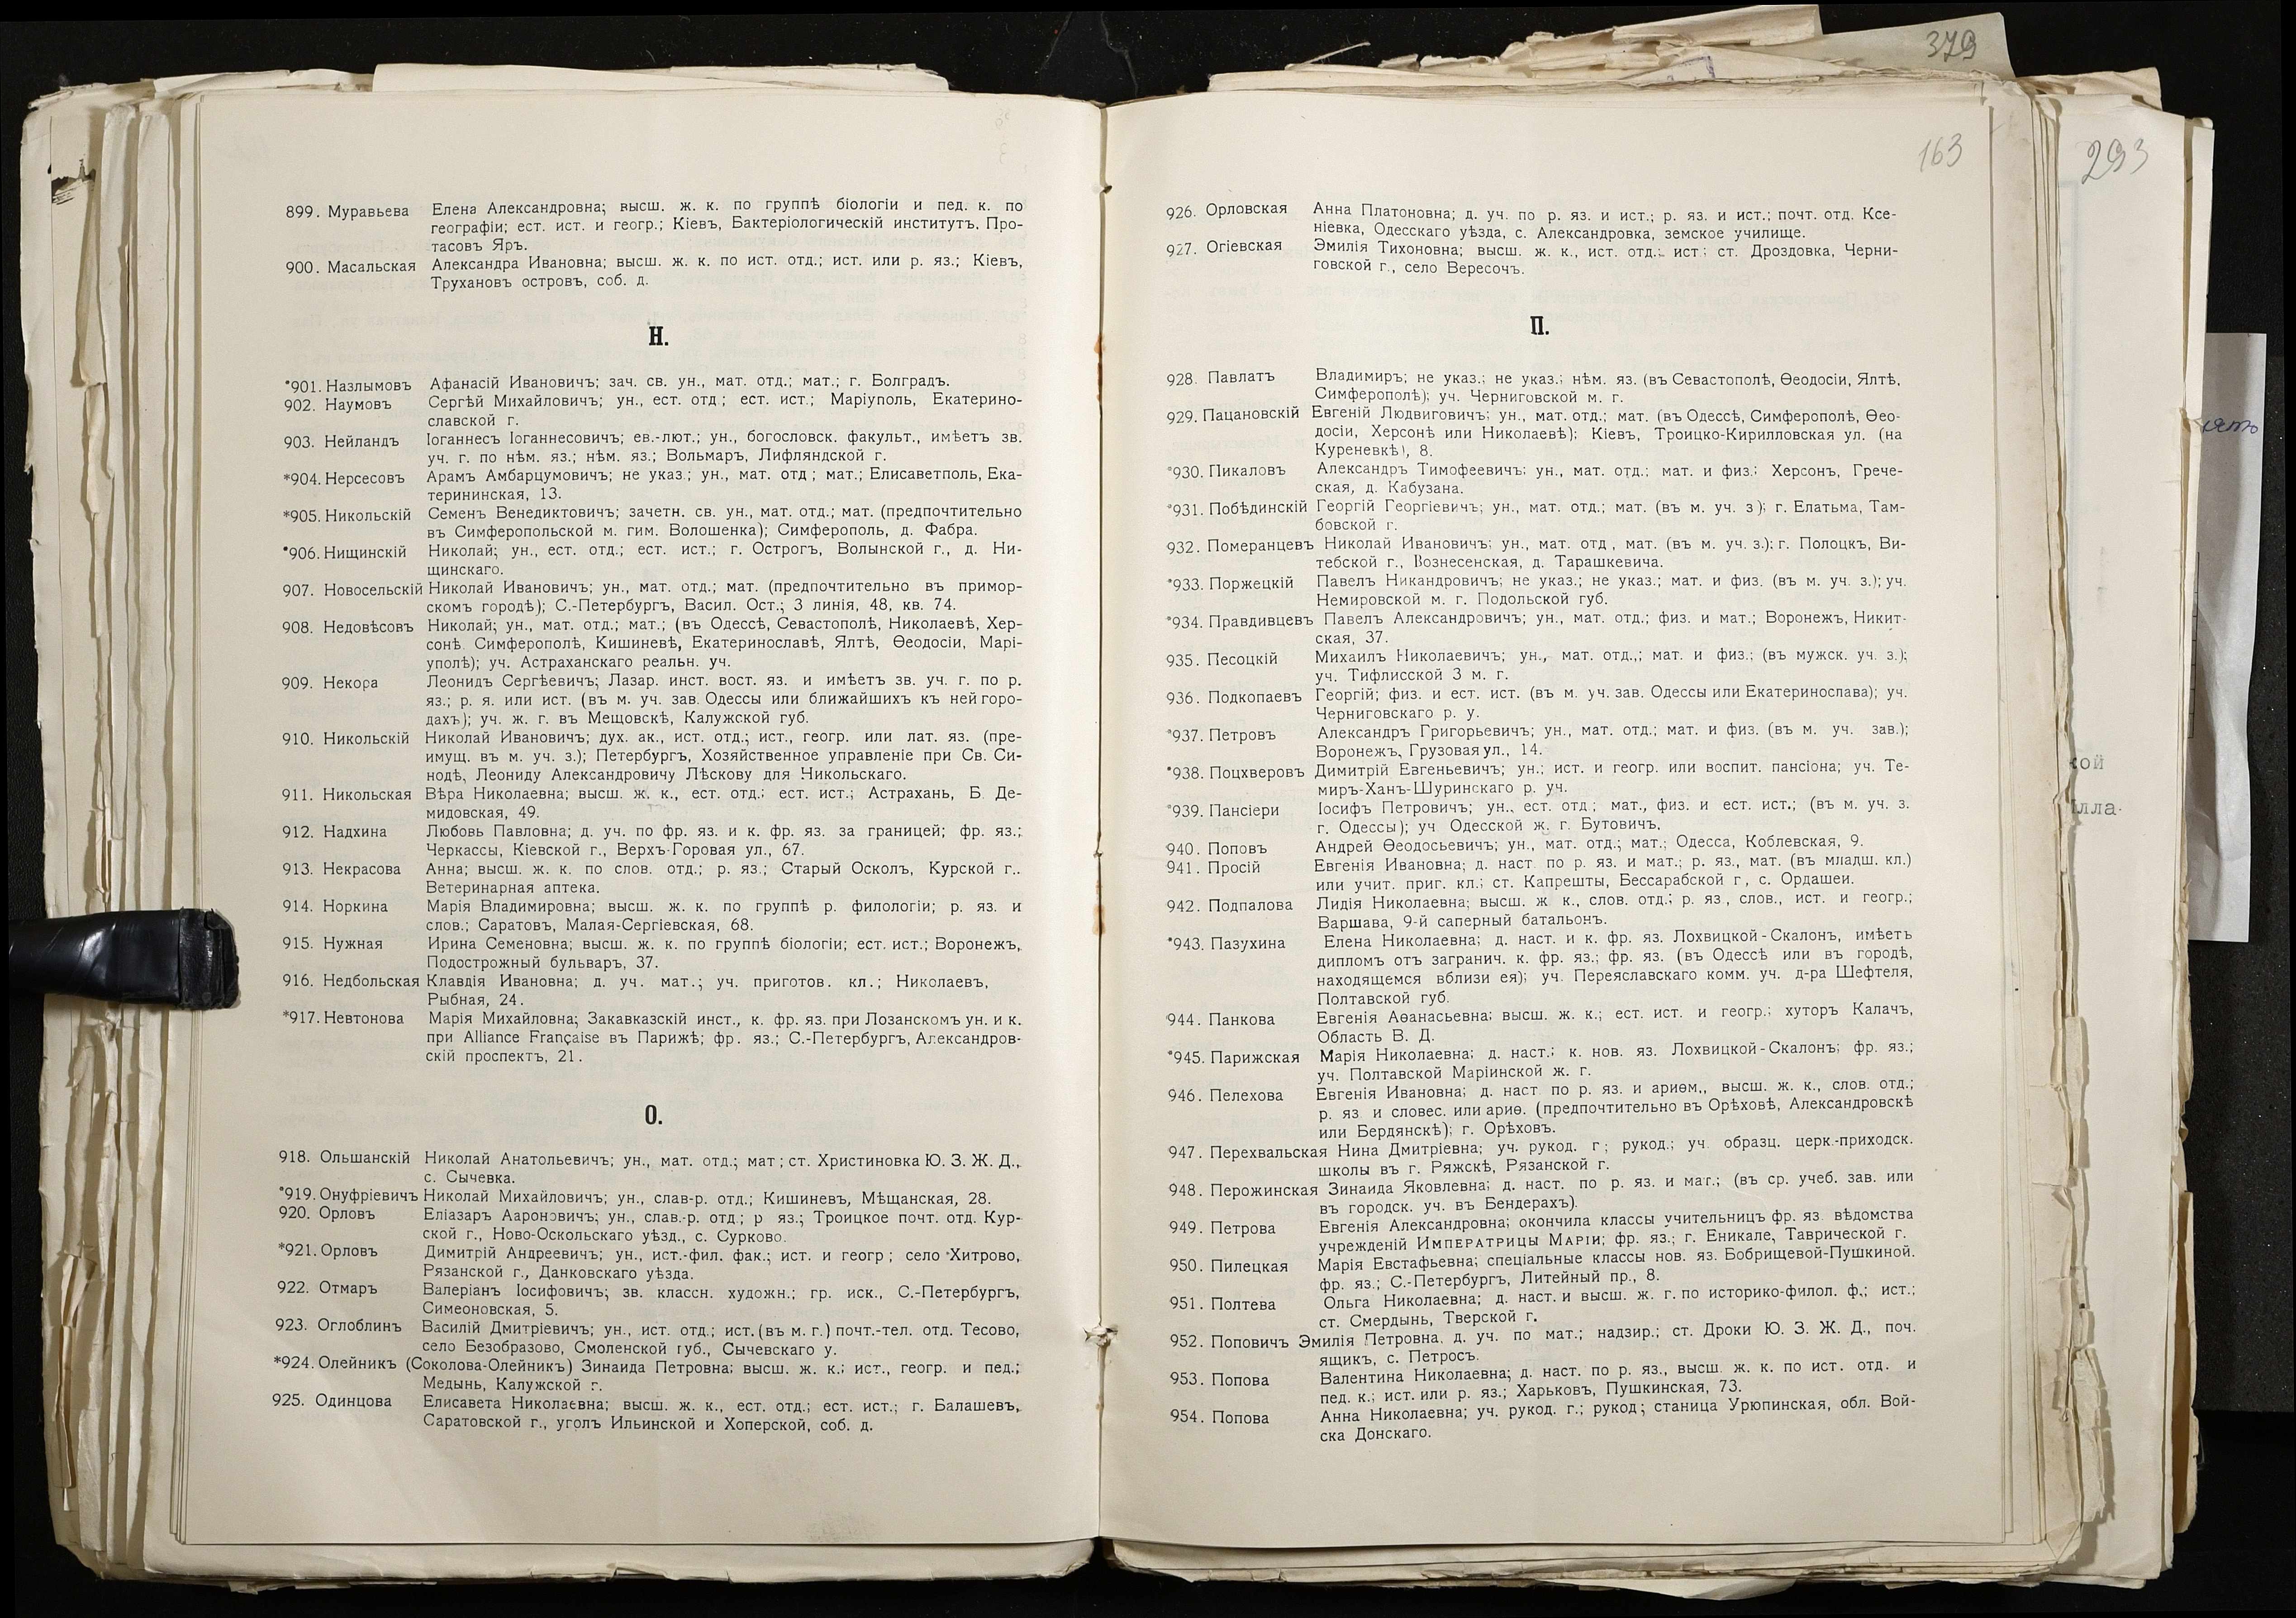 899. Муравьева Елена Александровна; высш. ж. к. по группѣ біологіи и пед. к. по
географіи; ест. ист. и геогр.; Кіевъ, Бактеріологическій институтъ. Про-
тасовъ Яръ.
900. Масальская Александра Ивановна; высш. ж. к. по ист. отд.; ист. или р. яз.; Кіевъ,
Трухановъ островъ, соб. д.
Н.
*901. Назлымовъ Афанасій Ивановичъ; зач. св. ун., мат. отд.; мат.; г. Болградъ.
902. Наумовъ Сергѣй Михайловичъ; ун., ест. отд; ест. ист.; Маріуполь, Екатерино-
славской г.
903. Нейландъ Іоганнесъ Іоганнесовичъ; ев.-лют.; ун., богословск. факульт., имѣетъ зв.
уч. г. по нѣм. яз.; нѣм. яз.; Вольмаръ, Лифляндской г.
*904. Нерсесовъ Арамъ Амбарцумовичъ; не указ.; ун., мат. отд; мат.; Елисаветполь, Ека-
терининская, 13.
*905. Никольскій Семенъ Венедиктовичъ; зачетн. св. ун., мат. отд.; мат. (предпочтительно
въ Симферопольской м. гим. Волошенка); Симферополь, д. Фабра.
*906. Нищинскій Николай; ун., ест. отд.; ест. ист.; г. Острогъ, Волынской г., д. Ни-
щинскаго.
907. Новосельскій Николай Ивановичъ; ун., мат. отд.; мат. (предпочтительно въ примор-
скомъ городѣ); С.-Петербургъ, Васил. Ост.; 3 линія, 48, кв. 74.
908. Недовѣсовъ Николай; ун., мат. отд.; мат.; (въ Одессѣ, Севастополѣ, Николаевѣ, Хер-
сонѣ. Симферополѣ, Кишиневѣ, Екатеринославѣ, Ялтѣ, Ѳеодосіи, Марі-
уполѣ); уч. Астраханскаго реальн. уч.
909. Некора Леонидъ Сергѣевичъ; Лазар. инст. вост. яз. и имѣетъ зв. уч. г. по р.
яз.; р. я. или ист. (въ м. уч. зав. Одессы или ближайшихъ къ ней горо-
дахъ); уч. ж. г. въ Мещовскѣ, Калужской губ.
910. Никольскій Николай Ивановичъ; дух. ак., ист. отд.; ист., геогр. или лат. яз. (пре-
имущ. въ м. уч. з.); Петербургъ, Хозяйственное управленіе при Св. Си-
нодѣ, Леониду Александровичу Лѣскову для Никольскаго.
911. Никольская Вѣра Николаевна; высш. ж. к., ест. отд.; ест. ист.; Астрахань, Б. Де-
мидовская, 49.
912. Надхина Любовь Павловна; д. уч. по фр. яз. и к. фр. яз. за границей; фр. яз.;
Черкассы, Кіевской г., Верхъ-Горовая ул., 67.
913. Некрасова Анна; высш. ж. к. по слов. отд.; р. яз.; Старый Осколъ, Курской г..
Ветеринарная аптека.
914. Норкина Марія Владимировна; высш. ж. к. по группѣ р. филологіи; р. яз. и
слов.; Саратовъ, Малая-Сергіевская, 68.
915. Нужная Ирина Семеновна; высш. ж. к. по группѣ біологіи; ест. ист.; Воронежъ,
Подострожный бульваръ, 37.
916. Недбольская Клавдія Ивановна; д. уч. мат.; уч. приготов. кл.; Николаевъ,
Рыбная, 24.
*917. Невтонова Марія Михайловна; Закавказскій инст., к. фр. яз. при Лозанскомъ ун. и к.
при Alliance Française въ Парижѣ; фр. яз.; С.-Петербургъ, Александров-
скій проспектъ, 21.
О.
918. Ольшанскій Николай Анатольевичъ; ун., мат. отд.; мат; ст. Христиновка Ю. З. Ж. Д.,
с. Сычевка.
*919. Онуфріевичъ Николай Михайловичъ; ун., слав-р. отд.; Кишиневъ, Мѣщанская, 28.
920. Орловъ Еліазаръ Аароновичъ; ун., слав.-р. отд; р яз.; Троицкое почт. отд. Кур-
ской г., Ново-Оскольскаго уѣзд., с. Сурково.
*921. Орловъ Димитрій Андреевичъ; ун., ист.-фил. фак.; ист. и геогр; село Хитрово,
Рязанской г., Данковскаго уѣзда.
922. Отмаръ Валеріанъ Іосифовичъ; зв. классн. художн.; гр. иск., С.-Петербургъ,
Симеоновская, 5.
923. Оглоблинъ Василій Дмитріевичъ; ун., ист. отд.; ист. (въ м. г.) почт.-тел. отд. Тесово,
село Безобразово, Смоленской губ., Сычевскаго у.
*924. Олейникъ (Соколова-Олейникъ) Зинаида Петровна; высш. ж. к.; ист., геогр. и пед.;
Медынь, Калужской г.
925. Одинцова Елисавета Николаевна; высш. ж. к., ест. отд.; ест. ист.; г. Балашевъ,
Саратовской г., уголъ Ильинской и Хоперской, соб. д.
379
163
293
926. Орловская Анна Платоновна; д. уч. по р. яз. и ист.; р. яз. и ист.; почт. отд. Ксе-
ніевка, Одесскаго уѣзда, с. Александровка, земское училище.
927. Огіевская Эмилія Тихоновна; высш. ж. к., ист. отд.; ист; ст. Дроздовка, Черни-
говской г., село Вересочъ.
П.
928. Павлатъ Владимиръ; не указ.; не указ.; нѣм. яз. (въ Севастополѣ, Ѳеодосіи, Ялтѣ,
Симферополѣ); уч. Черниговской м. г.
929. Пацановскій Евгеній Людвиговичъ; ун., мат. отд.; мат. (въ Одессѣ, Симферополѣ, Ѳео-
досіи, Херсонѣ или Николаевѣ); Кіевъ, Троицко-Кирилловская ул. (на
Куреневкѣ), 8.
*930. Пикаловъ Александръ Тимофеевичъ; ун., мат. отд.; мат. и физ.; Херсонъ, Грече-
ская, д. Кабузана.
*931. Побѣдинскій Георгій Георгіевичъ; ун., мат. отд.; мат. (въ м. уч. з); г. Елатьма, Там-
бовской г.
932. Померанцевъ Николай Ивановичъ; ун., мат. отд, мат. (въ м. уч. з.); г. Полоцкъ, Ви-
тебской г., Вознесенская, д. Тарашкевича.
*933. Поржецкій Павелъ Никандровичъ; не указ.; не указ.; мат. и физ. (въ м. уч. з.); уч.
Немировской м. г. Подольской губ.
*934. Правдивцевъ Павелъ Александровичъ; ун., мат. отд.; физ. и мат.; Воронежъ, Никит-
ская, 37.
935. Песоцкій Михаилъ Николаевичъ; ун., мат. отд.,; мат. и физ.; (въ мужск. уч. з.);
уч. Тифлисской 3 м. г.
936. Подкопаевъ Георгій; физ. и ест. ист. (въ м. уч. зав. Одессы или Екатеринослава); уч.
Черниговскаго р. у.
*937. Петровъ Александръ Григорьевичъ; ун., мат. отд.; мат. и физ. (въ м. уч. зав.);
Воронежъ, Грузовая ул., 14.
*938. Поцхверовъ Димитрій Евгеньевичъ; ун.; ист. и геогр. или воспит. пансіона; уч. Те-
миръ-Ханъ-Шуринскаго р. уч.
*939. Пансіери Іосифъ Петровичъ; ун., ест. отд; мат., физ. и ест. ист.; (въ м. уч. з.
г. Одессы); уч Одесской ж. г. Бутовичъ.
940. Поповъ Андрей Ѳеодосьевичъ; ун., мат. отд.; мат.; Одесса, Коблевская, 9.
941. Просій Евгенія Ивановна; д. наст. по р. яз. и мат.; р. яз., мат. (въ младш. кл.)
или учит. приг. кл.; ст. Капрешты, Бессарабской г, с. Ордашеи.
942. Подпалова Лидія Николаевна; высш. ж к., слов. отд.; р. яз, слов., ист. и геогр.;
Варшава, 9-й саперный батальонъ.
*943. Пазухина Елена Николаевна; д. наст. и к. фр. яз. Лохвицкой-Скалонъ, имѣетъ
дипломъ отъ загранич. к. фр. яз.; фр. яз. (въ Одессѣ или въ городѣ,
находящемся вблизи ея); уч. Переяславскаго комм. уч. д-ра Шефтеля,
Полтавской губ.
944. Панкова Евгенія Аѳанасьевна; высш. ж. к.; ест. ист. и геогр.; хуторъ Калачъ,
Область В. Д.
*945. Парижская Марія Николаевна; д. наст.; к. нов. яз. Лохвицкой-Скалонъ; фр. яз.;
уч. Полтавской Маріинской ж. г.
946. Пелехова Евгенія Ивановна; д. наст по р. яз. и ариѳм., высш. ж. к., слов. отд.;
р. яз и словес. или ариѳ. (предпочтительно въ Орѣховѣ, Александровскѣ
или Бердянскѣ); г. Орѣховъ.
947. Перехвальская Нина Дмитріевна; уч. рукод. г; рукод.; уч образц. церк.-приходск.
школы въ г. Ряжскѣ, Рязанской г.
948. Перожинская Зинаида Яковлевна; д. наст. по р. яз. и мат.; (въ ср. учеб. зав. или
въ городск. уч. въ Бендерахъ).
949. Петрова Евгенія Александровна; окончила классы учительницъ фр. яз. вѣдомства
учрежденій Императрицы Маріи; фр. яз.; г. Еникале, Таврической г.
950. Пилецкая Марія Евстафьевна; спеціальные классы нов. яз. Бобрищевой-Пушкиной.
фр. яз.; С.-Петербургъ, Литейный пр., 8.
951. Полтева Ольга Николаевна; д. наст. и высш. ж. г. по историко-филол. ф.; ист.;
ст. Смердынь, Тверской г.
952. Поповичъ Эмилія Петровна. д. уч. по мат.; надзир.; ст. Дроки Ю. З. Ж. Д., поч.
ящикъ, с. Петросъ.
953. Попова Валентина Николаевна; д. наст. по р. яз., высш. ж. к. по ист. отд. и
пед. к.; ист. или р. яз.; Харьковъ, Пушкинская, 73.
954. Попова Анна Николаевна; уч. рукод. г.; рукод; станица Урюпинская, обл. Вой-
ска Донскаго.